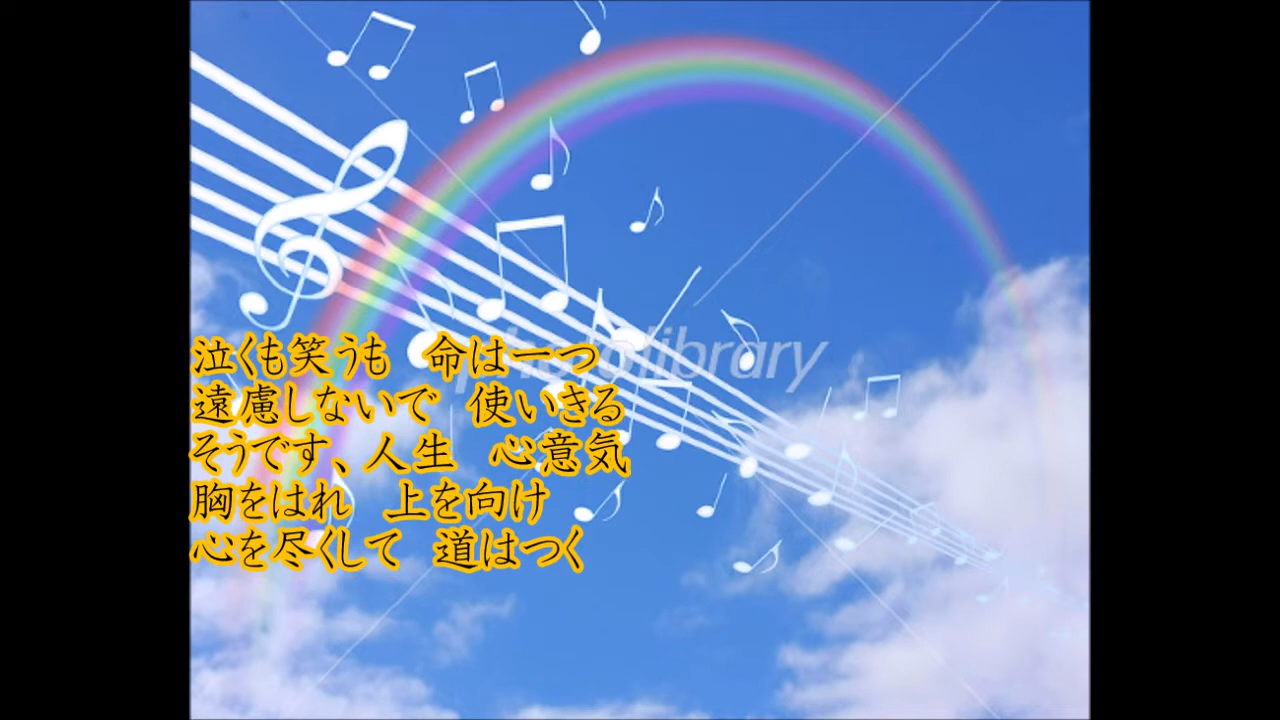 泣くも笑うも　命は一つ
遠慮しないで　使いきる
そうです、人生　心意気
胸をはれ　上を向け
心を尽くして　道はつく
photolibrary